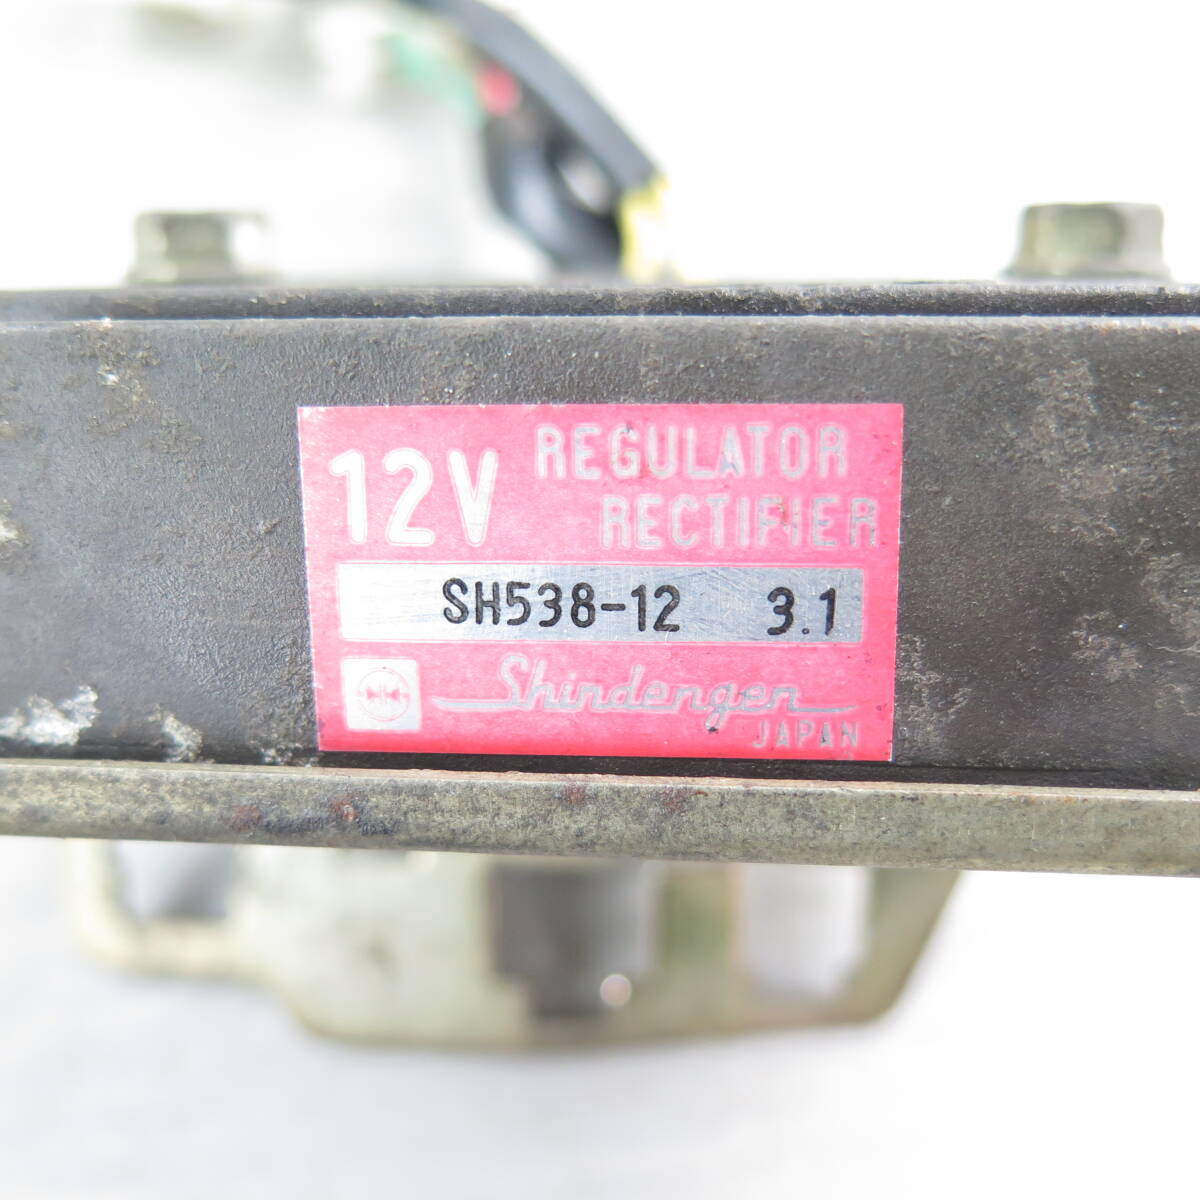 12V REGULATOR
RECTIFIER
SH538-12 3.1
Shindengen
JAPAN